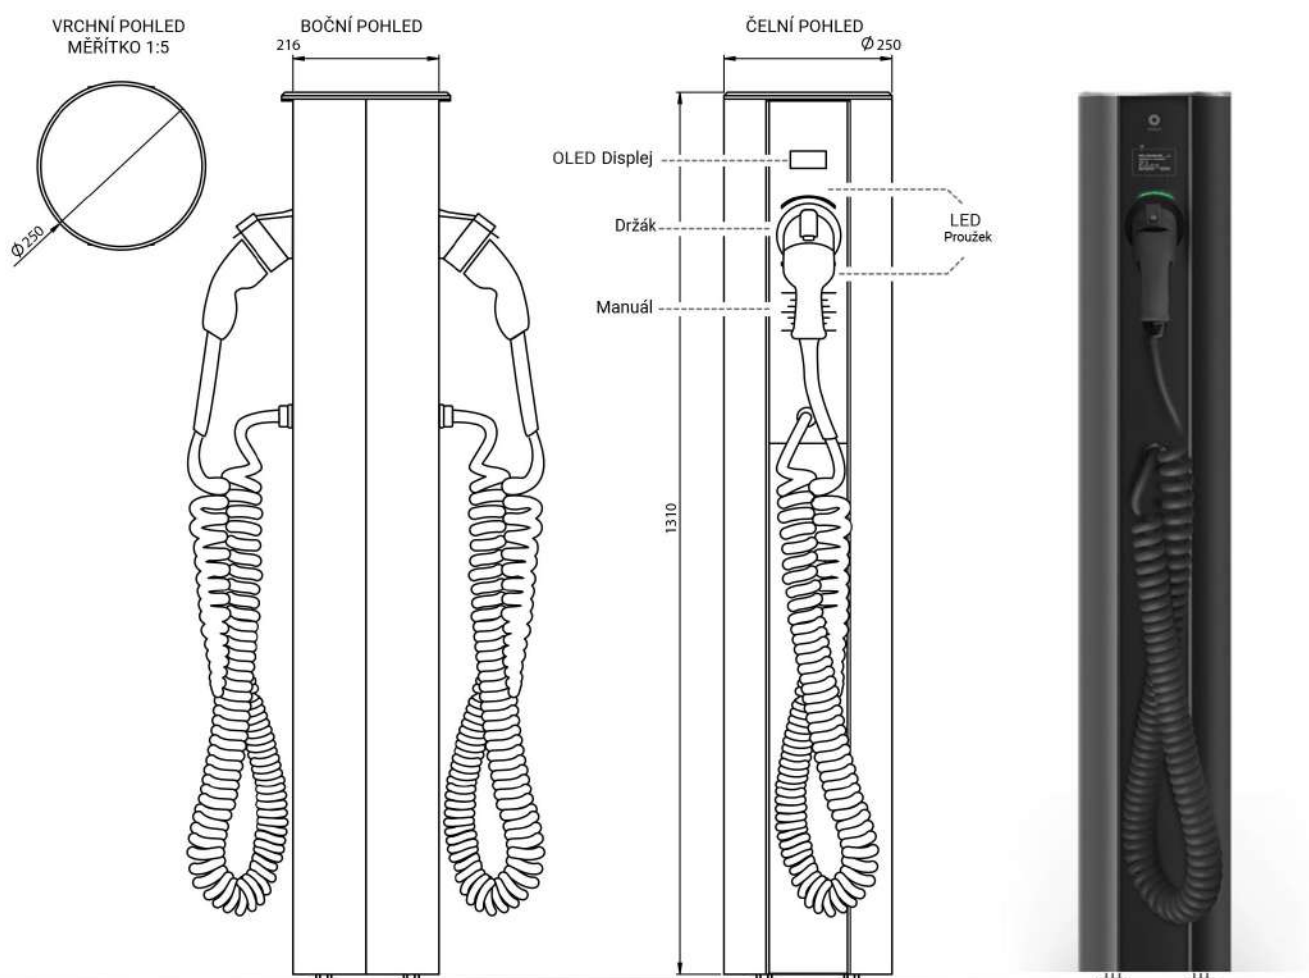 VRCHNÍ POHLED
MĚŘÍTKO 1:5
BOČNÍ POHLED
216
ČELNÍ POHLED
Ø 250
OLED Displej
Držák
LED
Proužek
Manuál
Ø 250
1310